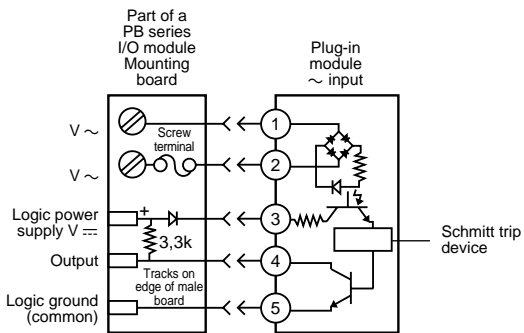 Part of a
PB series
I/O module
Mounting
board
Plug-in
module
∼ input
V ∼
Screw
terminal
1
V ∼
2
Logic power
supply V ⎓
+
3,3k
3
Output
4
Tracks on
edge of male
board
Logic ground
(common)
5
Schmitt trip
device